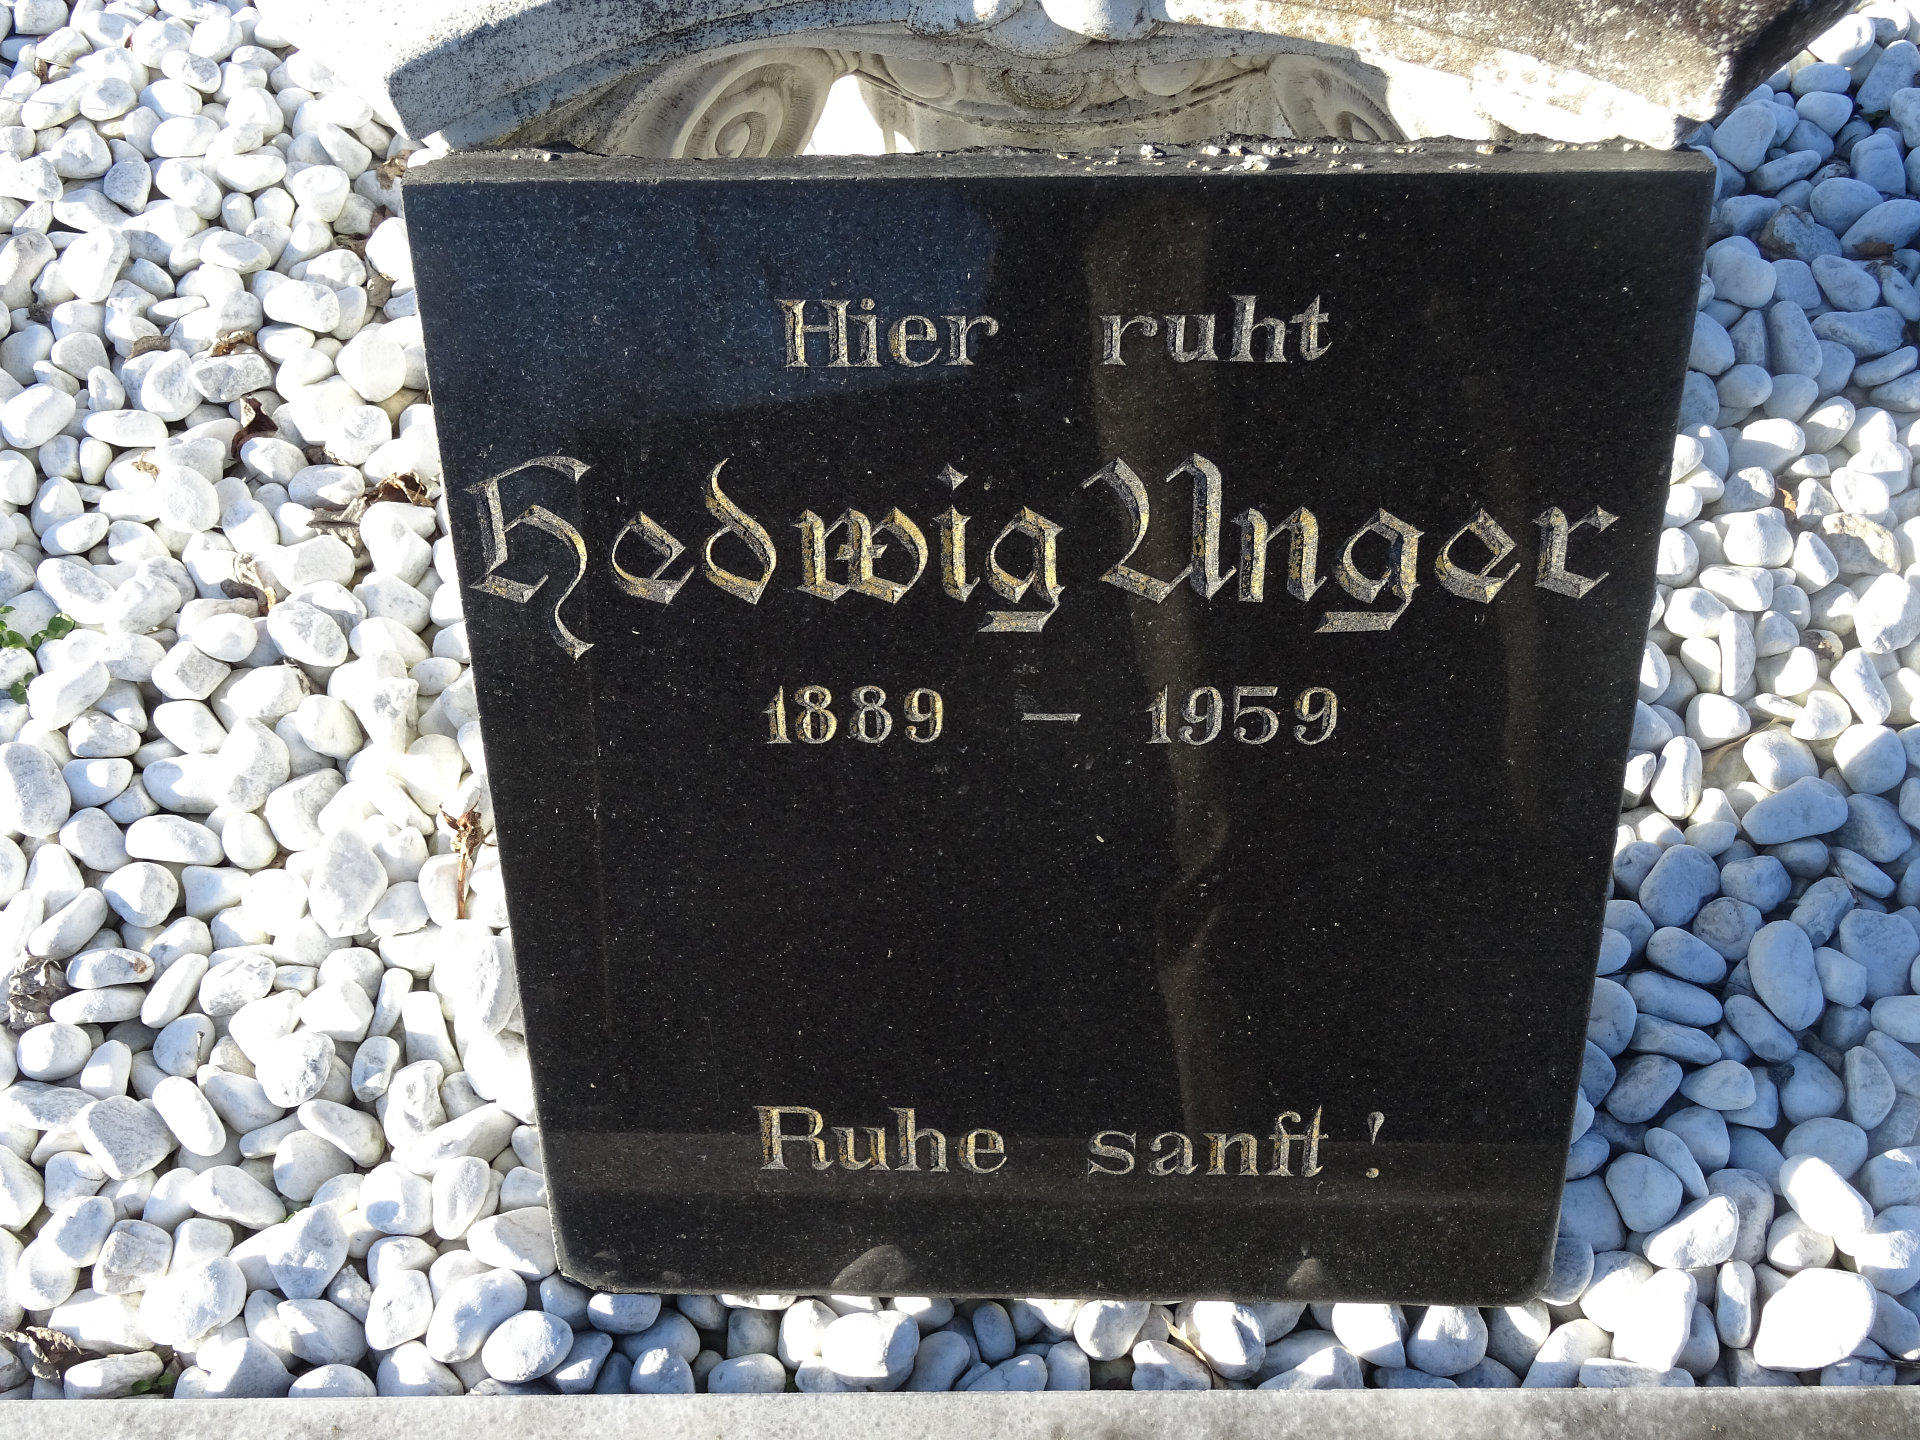 Hier ruht
Hedwig Unger
1889 – 1959
Ruhe sanft!